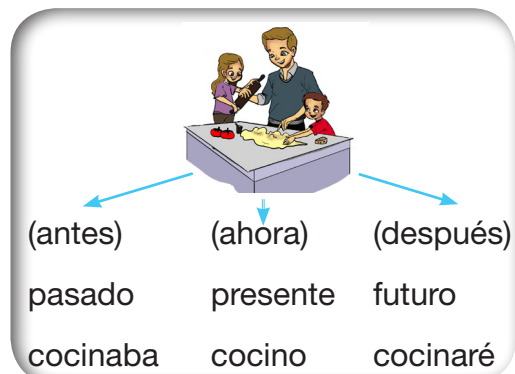 (antes) (ahora) (después)
pasado presente futuro
cocinaba cocino cocinaré